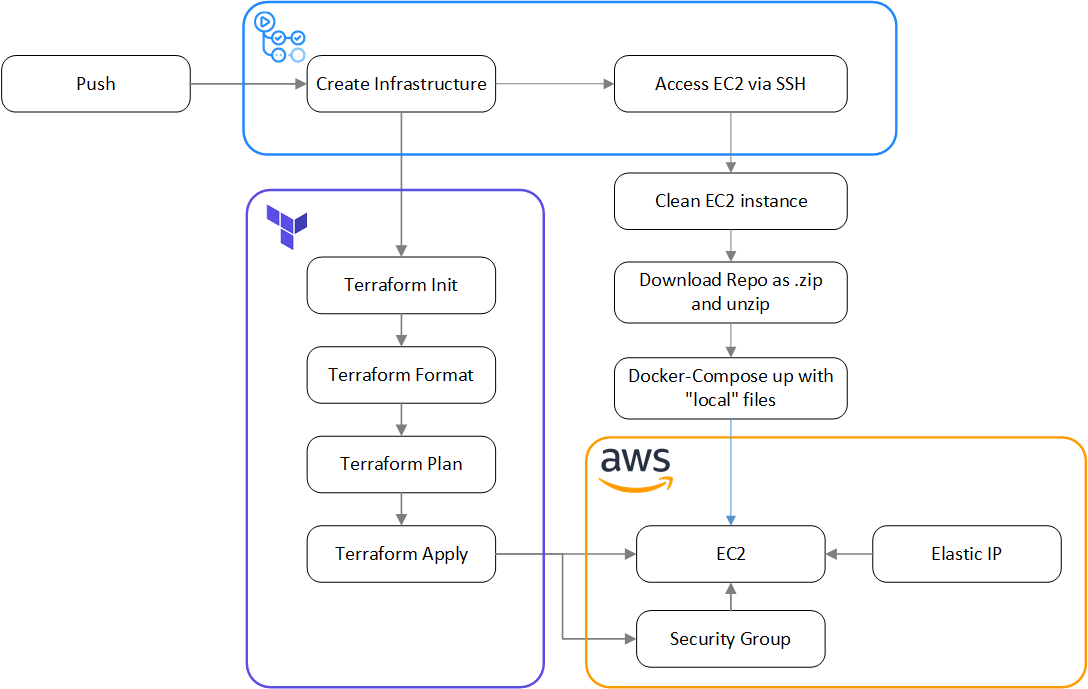 Push
Create Infrastructure
Access EC2 via SSH
Clean EC2 instance
Download Repo as .zip
and unzip
Docker-Compose up with
"local" files
Terraform Init
Terraform Format
Terraform Plan
Terraform Apply
aws
EC2
Elastic IP
Security Group